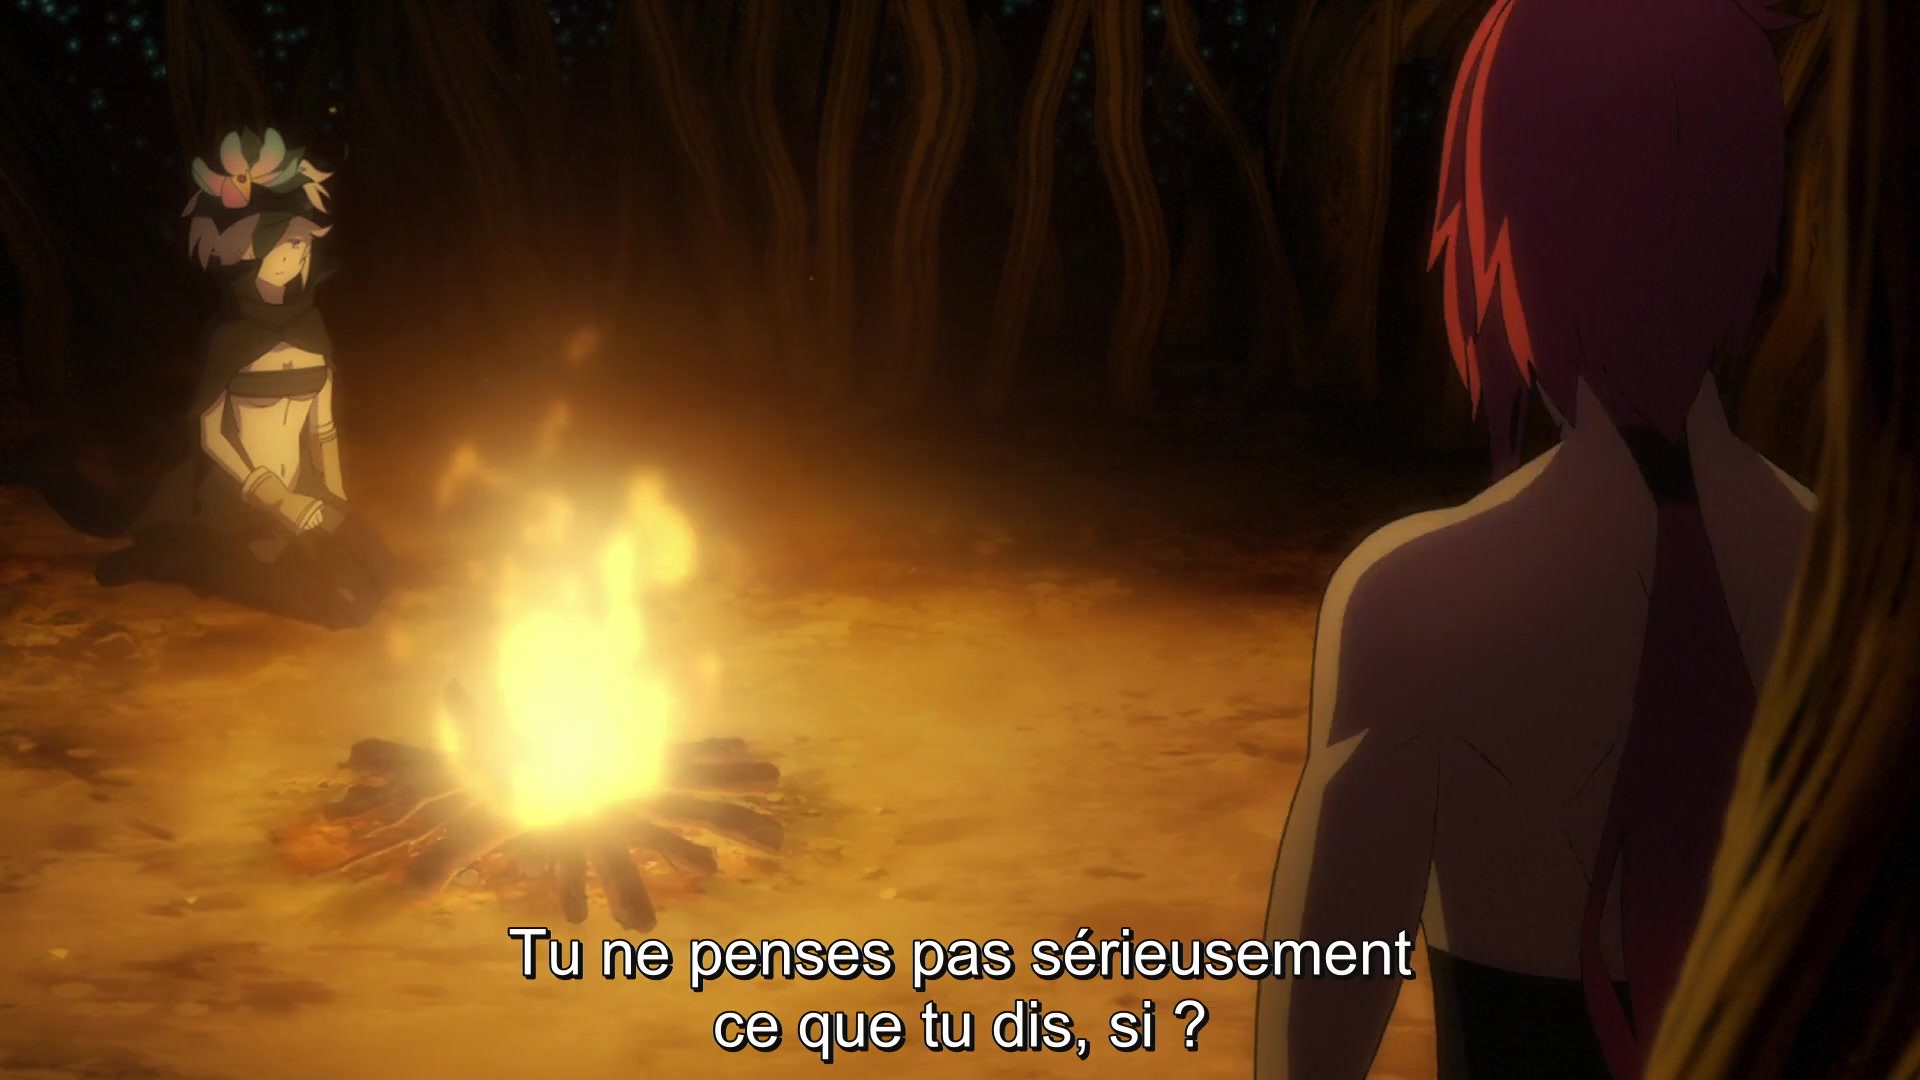 Tu ne penses pas sérieusement
ce que tu dis, si ?